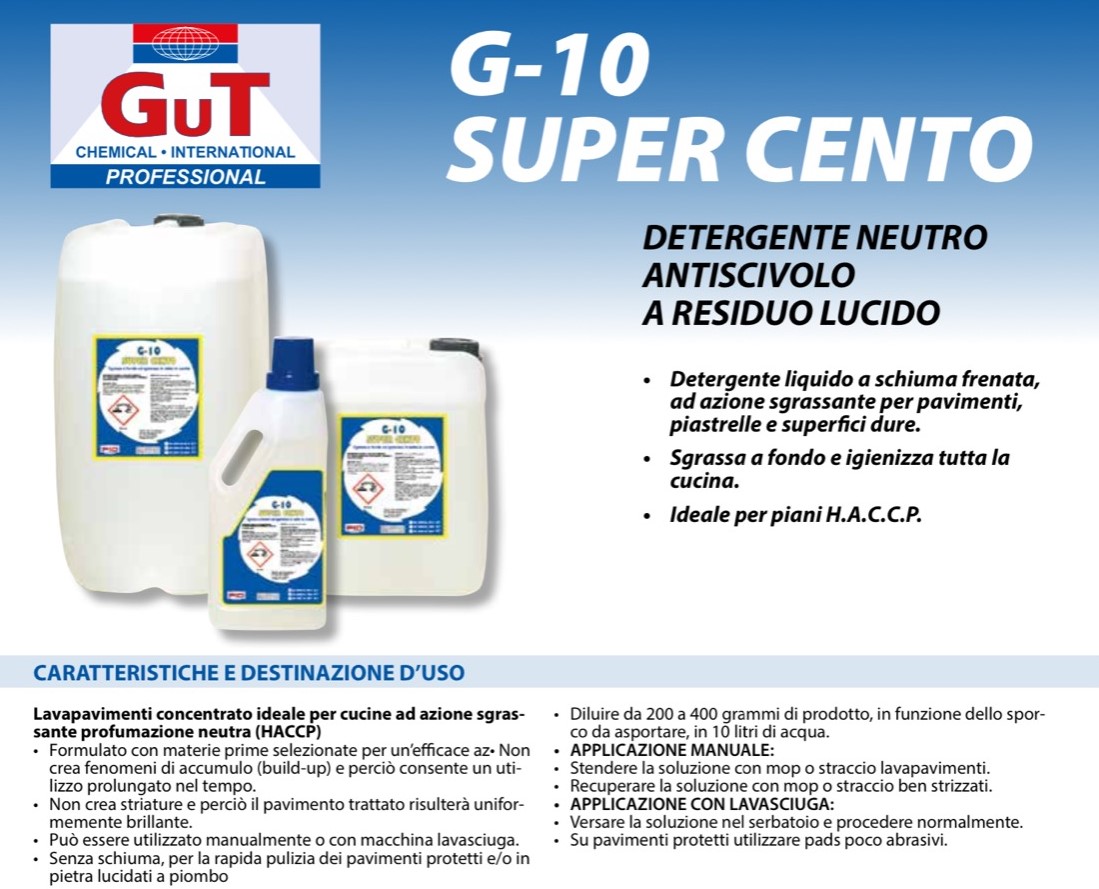 GUT
CHEMICAL • INTERNATIONAL
PROFESSIONAL
G-10
SUPER CENTO
DETERGENTE NEUTRO
ANTISCIVOLO
A RESIDUO LUCIDO
• Detergente liquido a schiuma frenata,
ad azione sgrassante per pavimenti,
piastrelle e superfici dure.
• Sgrassa a fondo e igienizza tutta la
cucina.
• Ideale per piani H.A.C.C.P.
G-10
SUPER CENTO
G-10
SUPER CENTO
G-10
SUPER CENTO
CARATTERISTICHE E DESTINAZIONE D’USO
Lavapavimenti concentrato ideale per cucine ad azione sgras-
sante profumazione neutra (HACCP)
• Formulato con materie prime selezionate per un’efficace az• Non
crea fenomeni di accumulo (build-up) e perciò consente un uti-
lizzo prolungato nel tempo.
• Non crea striature e perciò il pavimento trattato risulterà unifor-
memente brillante.
• Può essere utilizzato manualmente o con macchina lavasciuga.
• Senza schiuma, per la rapida pulizia dei pavimenti protetti e/o in
pietra lucidati a piombo
• Diluire da 200 a 400 grammi di prodotto, in funzione dello spor-
co da asportare, in 10 litri di acqua.
• APPLICAZIONE MANUALE:
• Stendere la soluzione con mop o straccio lavapavimenti.
• Recuperare la soluzione con mop o straccio ben strizzati.
• APPLICAZIONE CON LAVASCIUGA:
• Versare la soluzione nel serbatoio e procedere normalmente.
• Su pavimenti protetti utilizzare pads poco abrasivi.